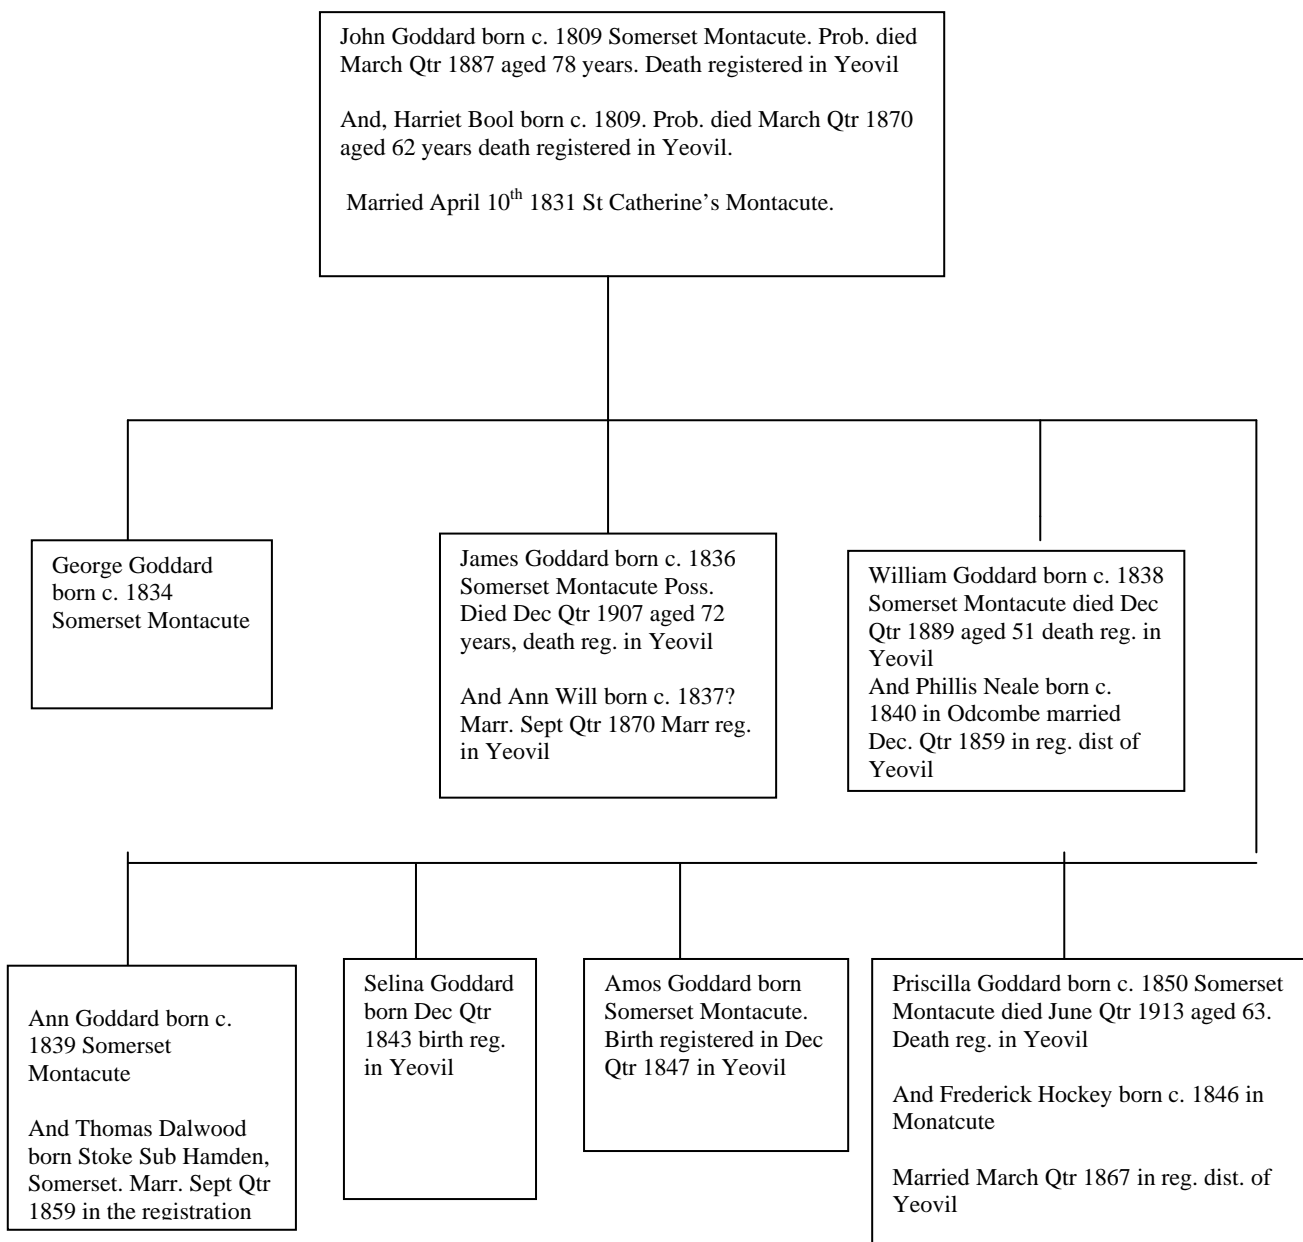 John Goddard born c. 1809 Somerset Montacute. Prob. died
March Qtr 1887 aged 78 years. Death registered in Yeovil
And, Harriet Bool born c. 1809. Prob. died March Qtr 1870
aged 62 years death registered in Yeovil.
Married April 10th 1831 St Catherine's Montacute.
George Goddard
born c. 1834
Somerset Montacute
James Goddard born c. 1836
Somerset Montacute Poss.
Died Dec Qtr 1907 aged 72
years, death reg. in Yeovil
And Ann Will born c. 1837?
Marr. Sept Qtr 1870 Marr reg.
in Yeovil
William Goddard born c. 1838
Somerset Montacute died Dec
Qtr 1889 aged 51 death reg. in
Yeovil
And Phillis Neale born c.
1840 in Odcombe married
Dec. Qtr 1859 in reg. dist of
Yeovil
Ann Goddard born c.
1839 Somerset
Montacute
And Thomas Dalwood
born Stoke Sub Hamden,
Somerset. Marr. Sept Qtr
1859 in the registration
Selina Goddard
born Dec Qtr
1843 birth reg.
in Yeovil
Amos Goddard born
Somerset Montacute.
Birth registered in Dec
Qtr 1847 in Yeovil
Priscilla Goddard born c. 1850 Somerset
Montacute died June Qtr 1913 aged 63.
Death reg. in Yeovil
And Frederick Hockey born c. 1846 in
Monatcute
Married March Qtr 1867 in reg. dist. of
Yeovil